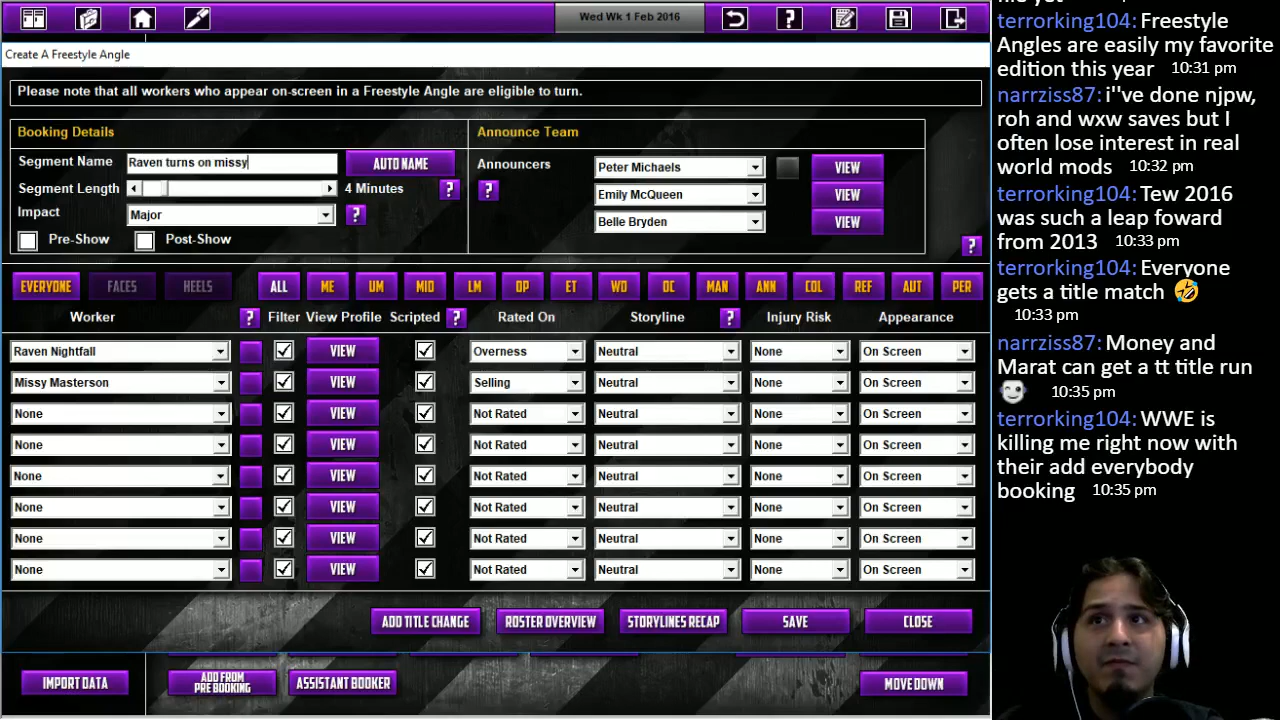 Wed Wk 1 Feb 2016
Create A Freestyle Angle
Please note that all workers who appear on-screen in a Freestyle Angle are eligible to turn.
Booking Details
Segment Name Raven turns on missy AUTO NAME
Segment Length 4 Minutes ?
Impact Major ?
Pre-Show Post-Show
Announce Team
Announcers Peter Michaels VIEW
? Emily McQueen VIEW
Belle Bryden VIEW
?
EVERYONE FACES HEELS ALL ME UM MID LM OP ET WD OC MAN ANN COL REF AUT PER
Worker ? Filter View Profile Scripted ? Rated On Storyline ? Injury Risk Appearance
Raven Nightfall VIEW Overness Neutral None On Screen
Missy Masterson VIEW Selling Neutral None On Screen
None VIEW Not Rated Neutral None On Screen
None VIEW Not Rated Neutral None On Screen
None VIEW Not Rated Neutral None On Screen
None VIEW Not Rated Neutral None On Screen
None VIEW Not Rated Neutral None On Screen
None VIEW Not Rated Neutral None On Screen
ADD TITLE CHANGE ROSTER OVERVIEW STORYLINES RECAP SAVE CLOSE
IMPORT DATA ADD FROM PRE BOOKING ASSISTANT BOOKER MOVE DOWN
terrorking104: Freestyle
Angles are easily my favorite
edition this year 10:31 pm
narrziss87: i''ve done njpw,
roh and wxw saves but I
often lose interest in real
world mods 10:32 pm
terrorking104: Tew 2016
was such a leap foward
from 2013 10:33 pm
terrorking104: Everyone
gets a title match 🤣
10:33 pm
narrziss87: Money and
Marat can get a tt title run
10:35 pm
terrorking104: WWE is
killing me right now with
their add everybody
booking 10:35 pm